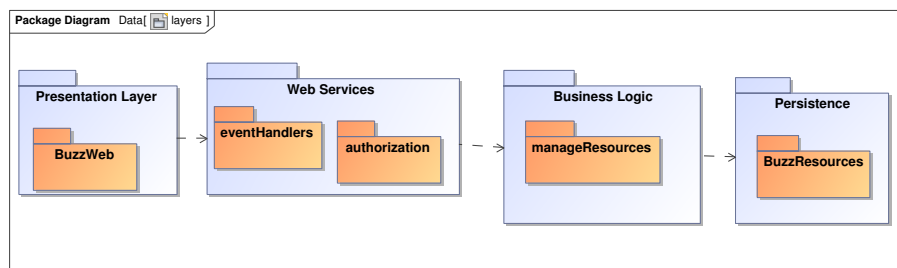 Package Diagram Data[ layers ]
Presentation Layer
BuzzWeb
Web Services
eventHandlers
authorization
Business Logic
manageResources
Persistence
BuzzResources